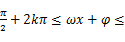 π/2 + 2kπ ≤ ωx + φ ≤